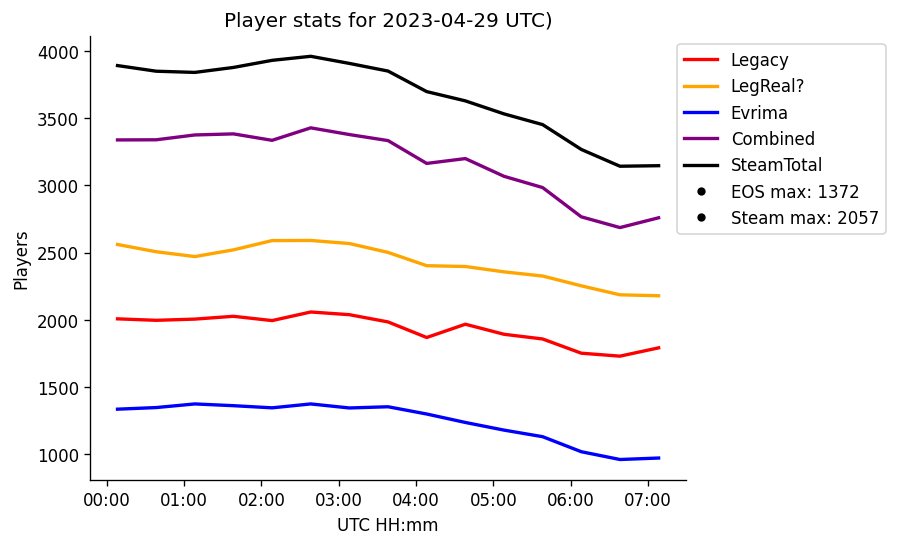 Player stats for 2023-04-29 UTC)
4000
3500
3000
2500
2000
1500
1000
Players
00:00 01:00 02:00 03:00 04:00 05:00 06:00 07:00
UTC HH:mm
Legacy
LegReal?
Evrima
Combined
SteamTotal
EOS max: 1372
Steam max: 2057